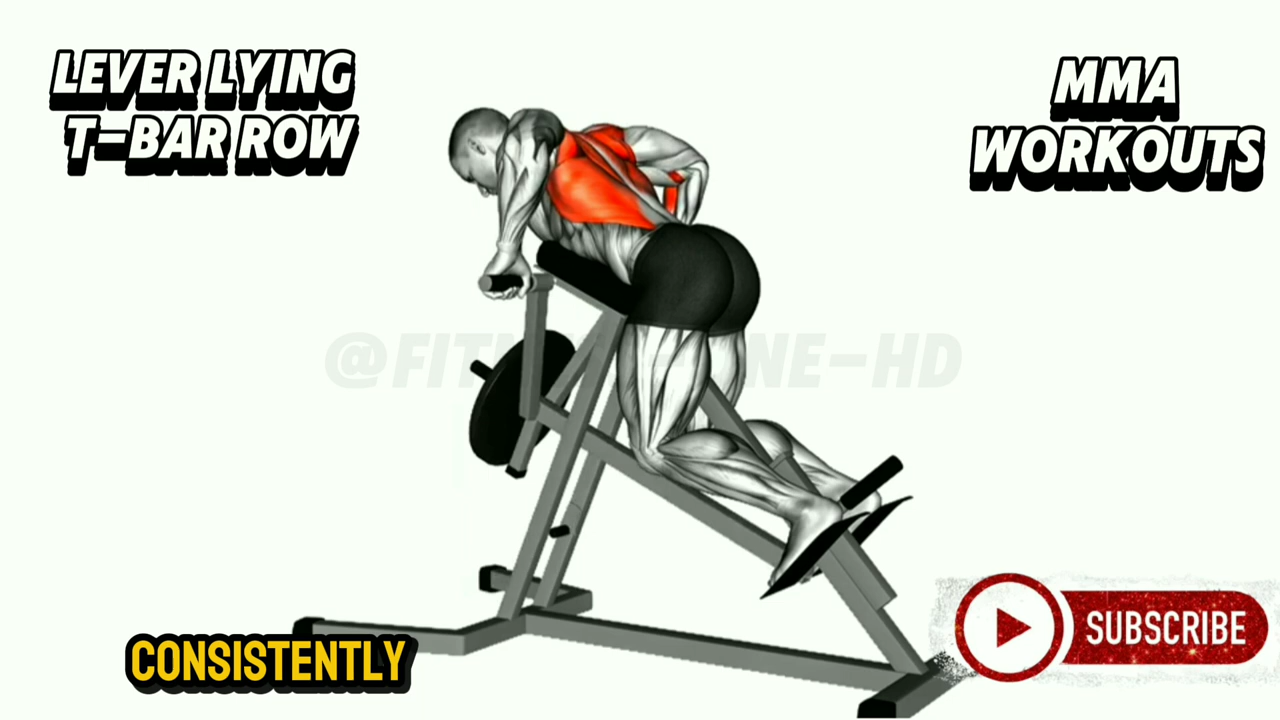 LEVER LYING
T-BAR ROW
MMA
WORKOUTS
CONSISTENTLY
SUBSCRIBE